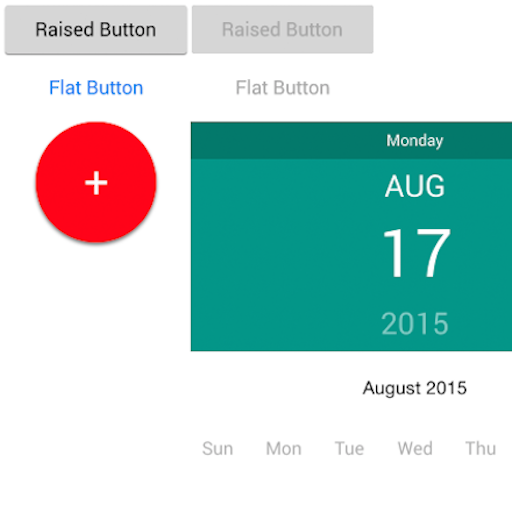 Raised Button Raised Button
Flat Button Flat Button
+
Monday
AUG
17
2015
August 2015
Sun Mon Tue Wed Thu